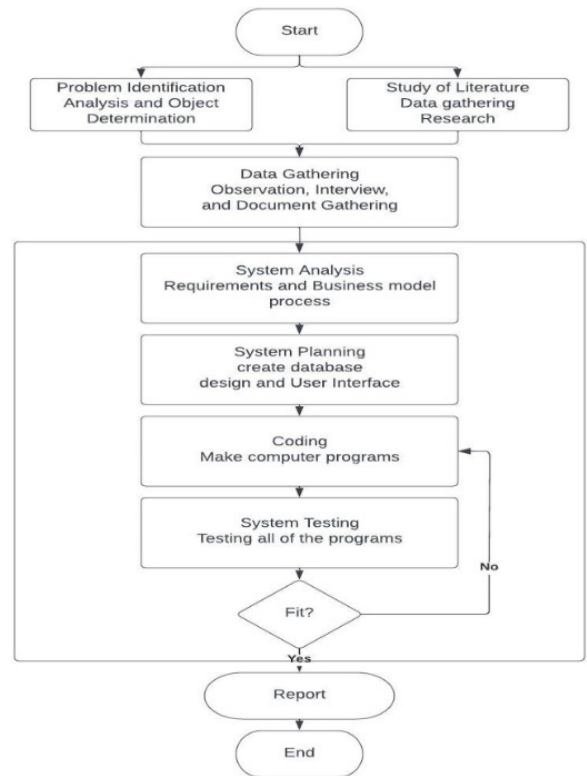 Start
Problem Identification
Analysis and Object
Determination
Study of Literature
Data gathering
Research
Data Gathering
Observation, Interview,
and Document Gathering
System Analysis
Requirements and Business model
process
System Planning
create database
design and User Interface
Coding
Make computer programs
System Testing
Testing all of the programs
No
Fit?
Yes
Report
End